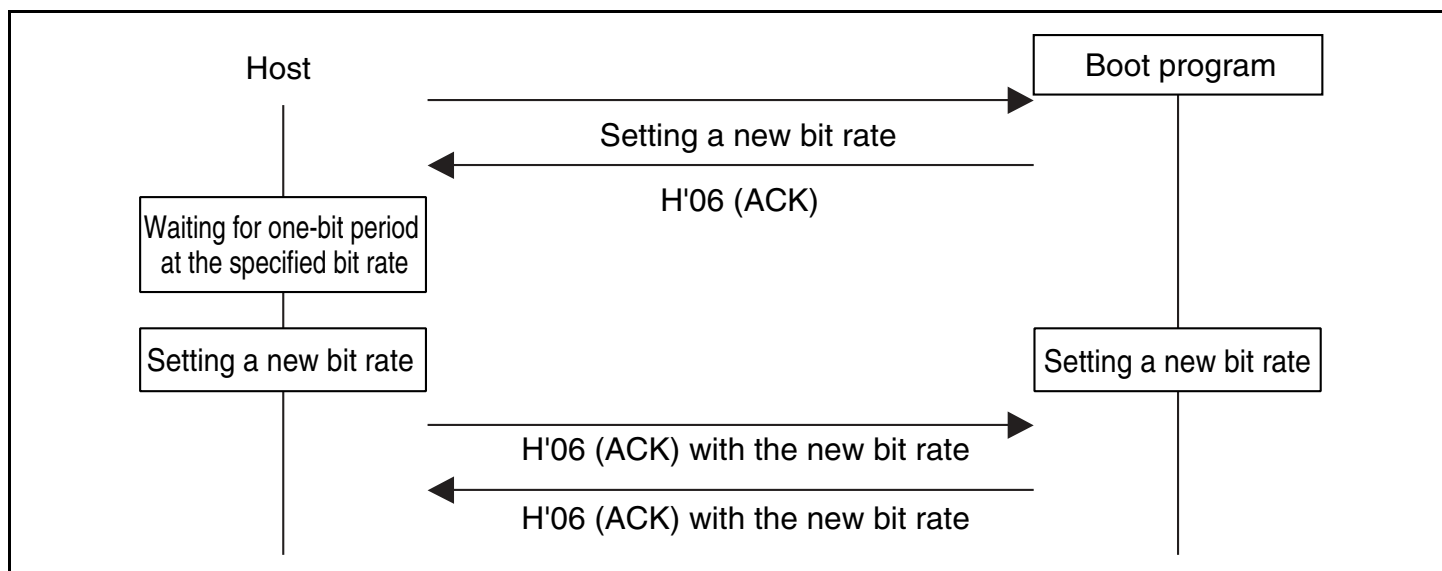 Host
Boot program
Setting a new bit rate
H'06 (ACK)
Waiting for one-bit period
at the specified bit rate
Setting a new bit rate
Setting a new bit rate
H'06 (ACK) with the new bit rate
H'06 (ACK) with the new bit rate